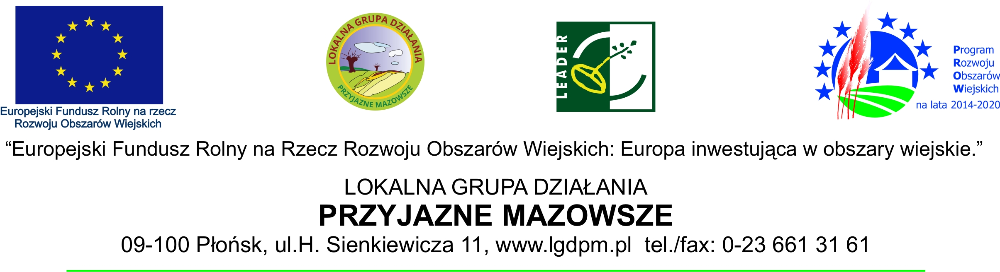 LOKALNA GRUPA DZIAŁANIA
PRZYJAZNE MAZOWSZE
LEADER
Program
Rozwoju
Obszarów
Wiejskich
na lata 2014-2020
Europejski Fundusz Rolny na rzecz
Rozwoju Obszarów Wiejskich
“Europejski Fundusz Rolny na Rzecz Rozwoju Obszarów Wiejskich: Europa inwestująca w obszary wiejskie.”
LOKALNA GRUPA DZIAŁANIA
PRZYJAZNE MAZOWSZE
09-100 Płońsk, ul.H. Sienkiewicza 11, www.lgdpm.pl tel./fax: 0-23 661 31 61